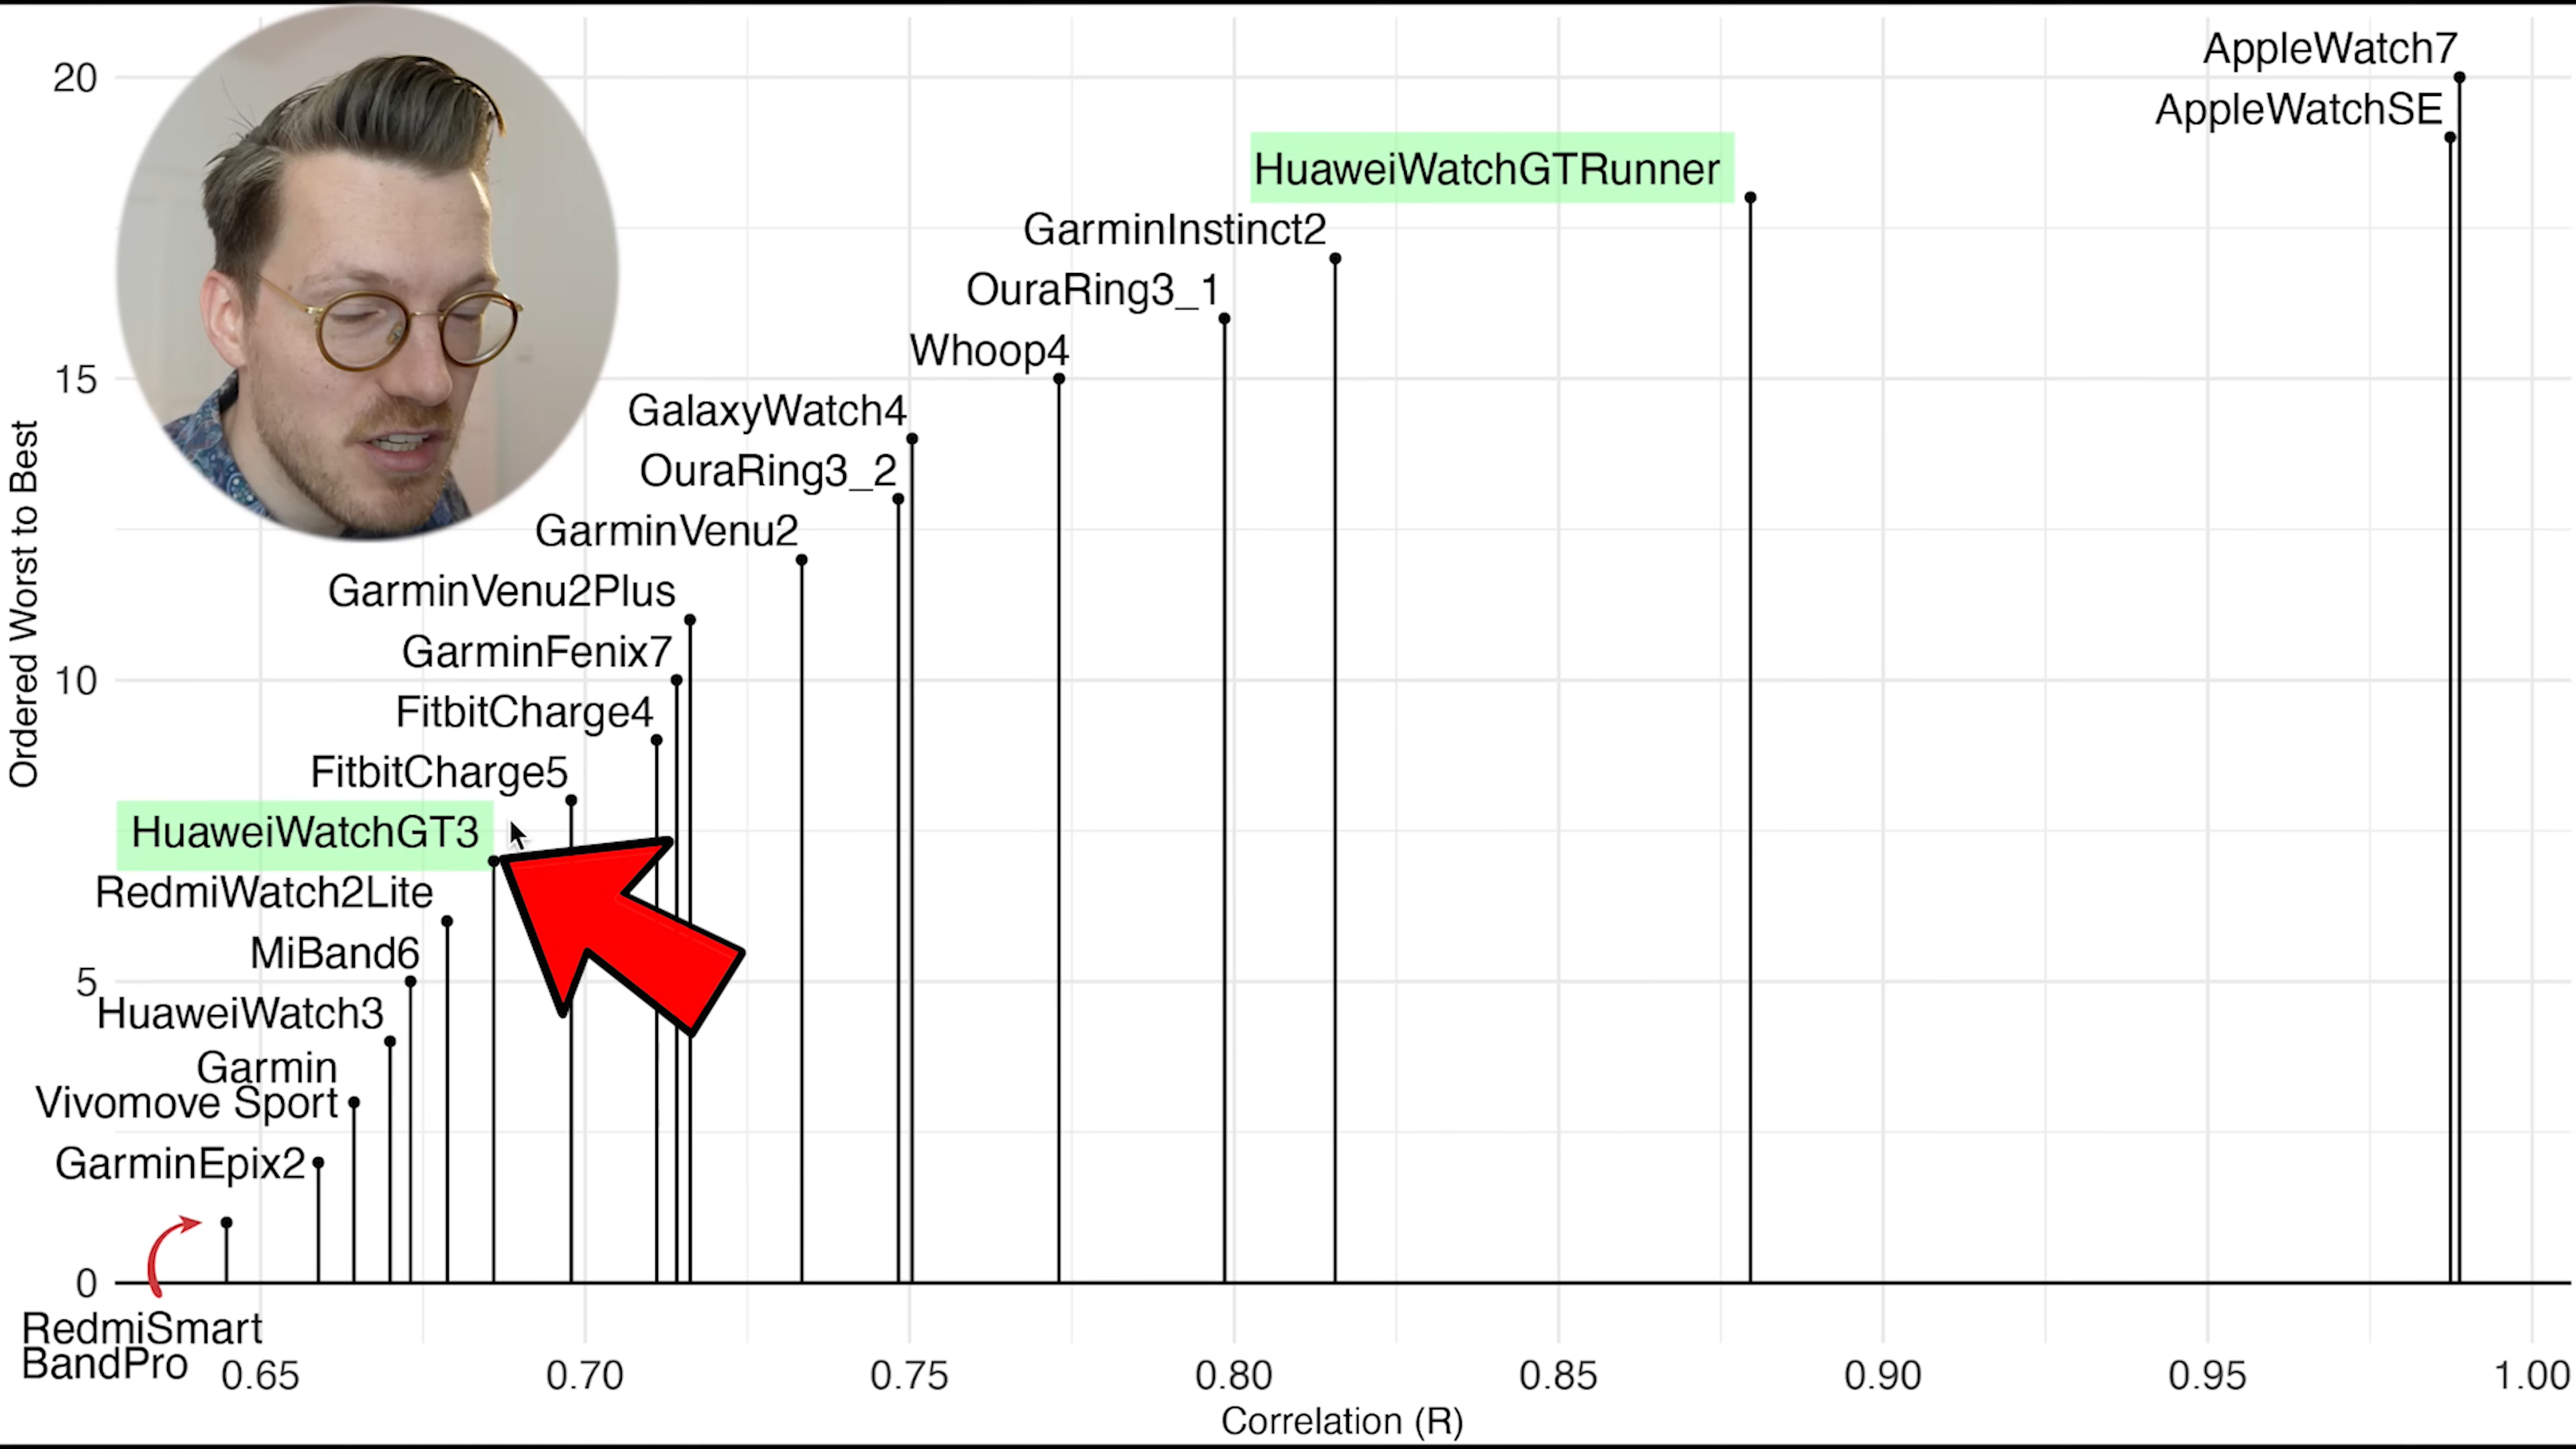 AppleWatch7
20
AppleWatchSE
HuaweiWatchGTRunner
GarminInstinct2
OuraRing3_1
Whoop4
15
GalaxyWatch4
OuraRing3_2
GarminVenu2
GarminVenu2Plus
GarminFenix7
10
FitbitCharge4
FitbitCharge5
HuaweiWatchGT3
RedmiWatch2Lite
MiBand6
5
HuaweiWatch3
Garmin
Vivomove Sport
GarminEpix2
0
RedmiSmart
BandPro
Ordered Worst to Best
0.65 0.70 0.75 0.80 0.85 0.90 0.95 1.00
Correlation (R)